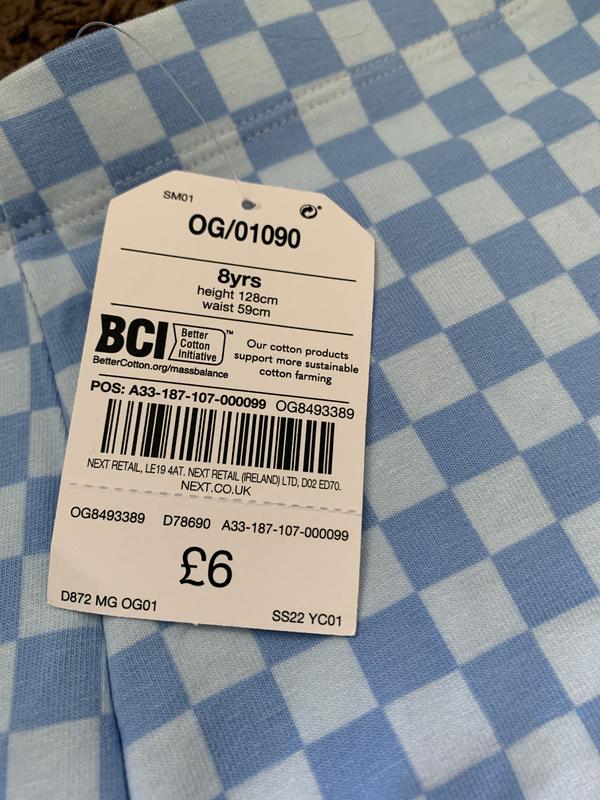 SM01
OG/01090
8yrs
height 128cm
waist 59cm
BCI Better Cotton Initiative™
BetterCotton.org/massbalance
Our cotton products
support more sustainable
cotton farming
POS: A33-187-107-000099 OG8493389
NEXT RETAIL, LE19 4AT. NEXT RETAIL (IRELAND) LTD, D02 ED70.
NEXT.CO.UK
OG8493389 D78690 A33-187-107-000099
£6
D872 MG OG01 SS22 YC01